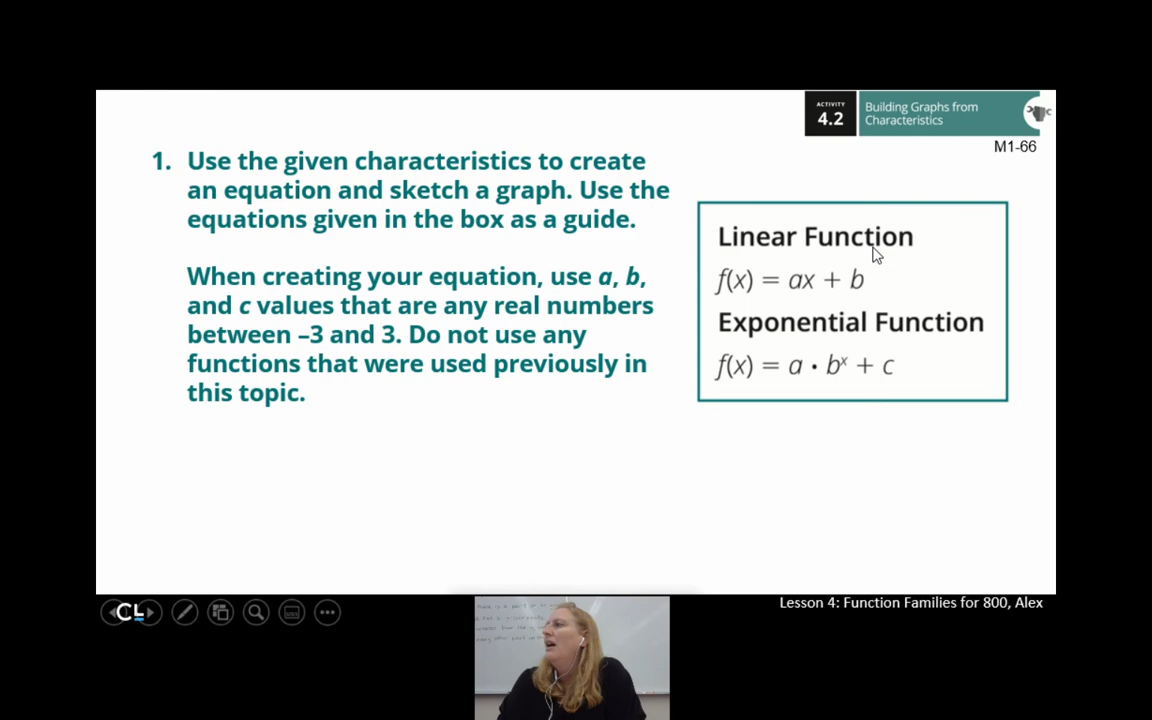 ACTIVITY
4.2
Building Graphs from
Characteristics
M1-66
1. Use the given characteristics to create
an equation and sketch a graph. Use the
equations given in the box as a guide.
When creating your equation, use a, b,
and c values that are any real numbers
between –3 and 3. Do not use any
functions that were used previously in
this topic.
Linear Function
f(x) = ax + b
Exponential Function
f(x) = a • bˣ + c
CL
Lesson 4: Function Families for 800, Alex